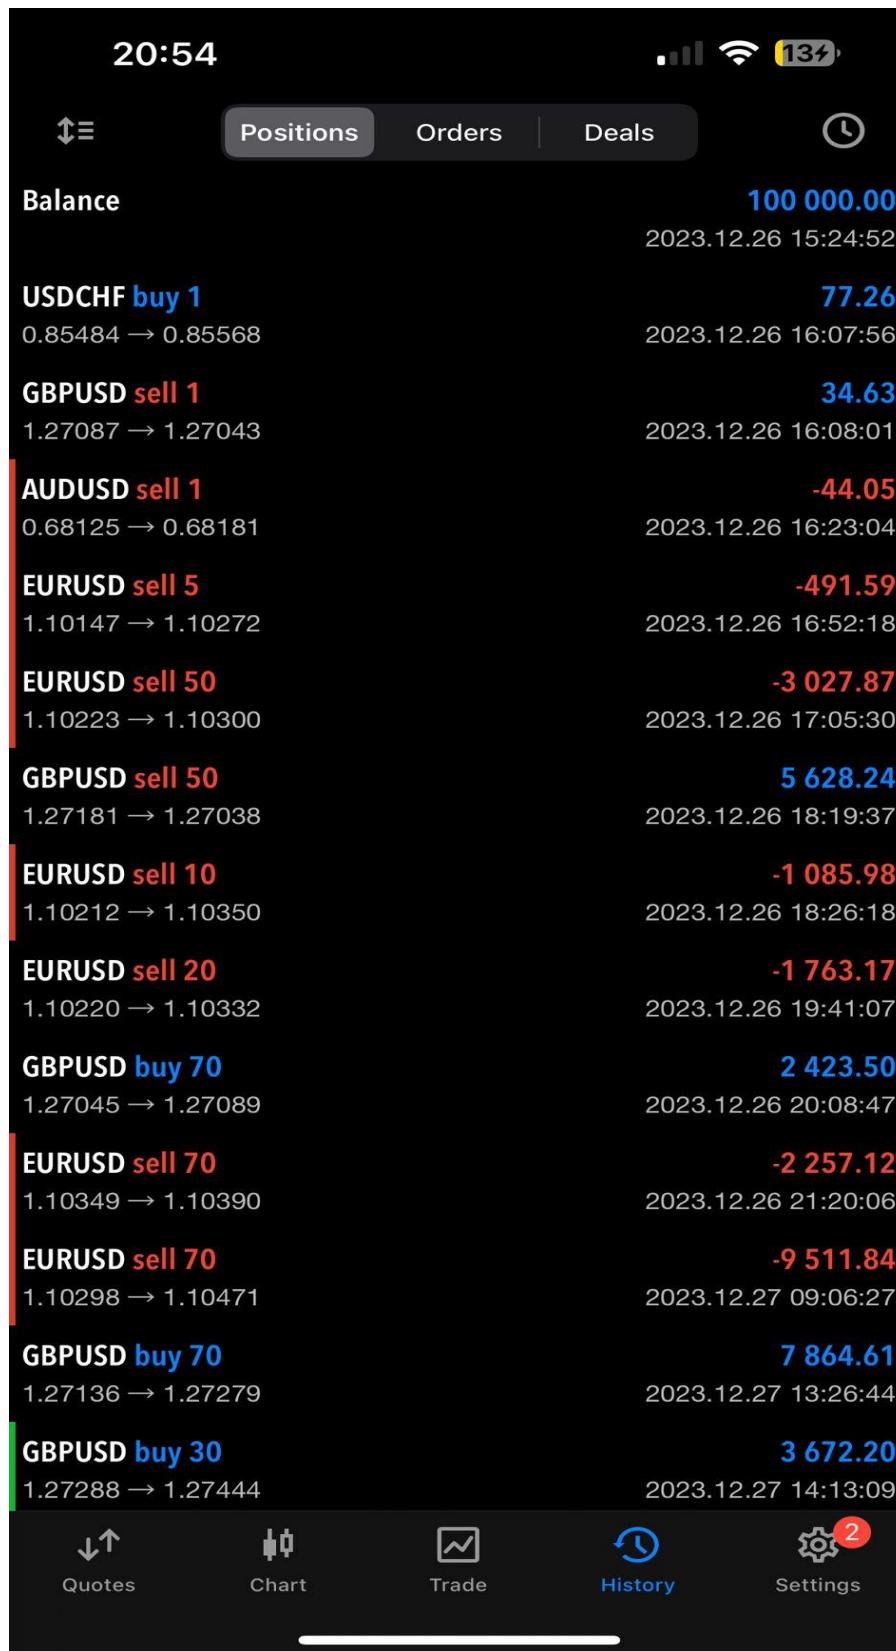 20:54
13
Positions Orders Deals
Balance 100 000.00
2023.12.26 15:24:52
USDCHF buy 1 77.26
0.85484 → 0.85568 2023.12.26 16:07:56
GBPUSD sell 1 34.63
1.27087 → 1.27043 2023.12.26 16:08:01
AUDUSD sell 1 -44.05
0.68125 → 0.68181 2023.12.26 16:23:04
EURUSD sell 5 -491.59
1.10147 → 1.10272 2023.12.26 16:52:18
EURUSD sell 50 -3 027.87
1.10223 → 1.10300 2023.12.26 17:05:30
GBPUSD sell 50 5 628.24
1.27181 → 1.27038 2023.12.26 18:19:37
EURUSD sell 10 -1 085.98
1.10212 → 1.10350 2023.12.26 18:26:18
EURUSD sell 20 -1 763.17
1.10220 → 1.10332 2023.12.26 19:41:07
GBPUSD buy 70 2 423.50
1.27045 → 1.27089 2023.12.26 20:08:47
EURUSD sell 70 -2 257.12
1.10349 → 1.10390 2023.12.26 21:20:06
EURUSD sell 70 -9 511.84
1.10298 → 1.10471 2023.12.27 09:06:27
GBPUSD buy 70 7 864.61
1.27136 → 1.27279 2023.12.27 13:26:44
GBPUSD buy 30 3 672.20
1.27288 → 1.27444 2023.12.27 14:13:09
2
Quotes Chart Trade History Settings